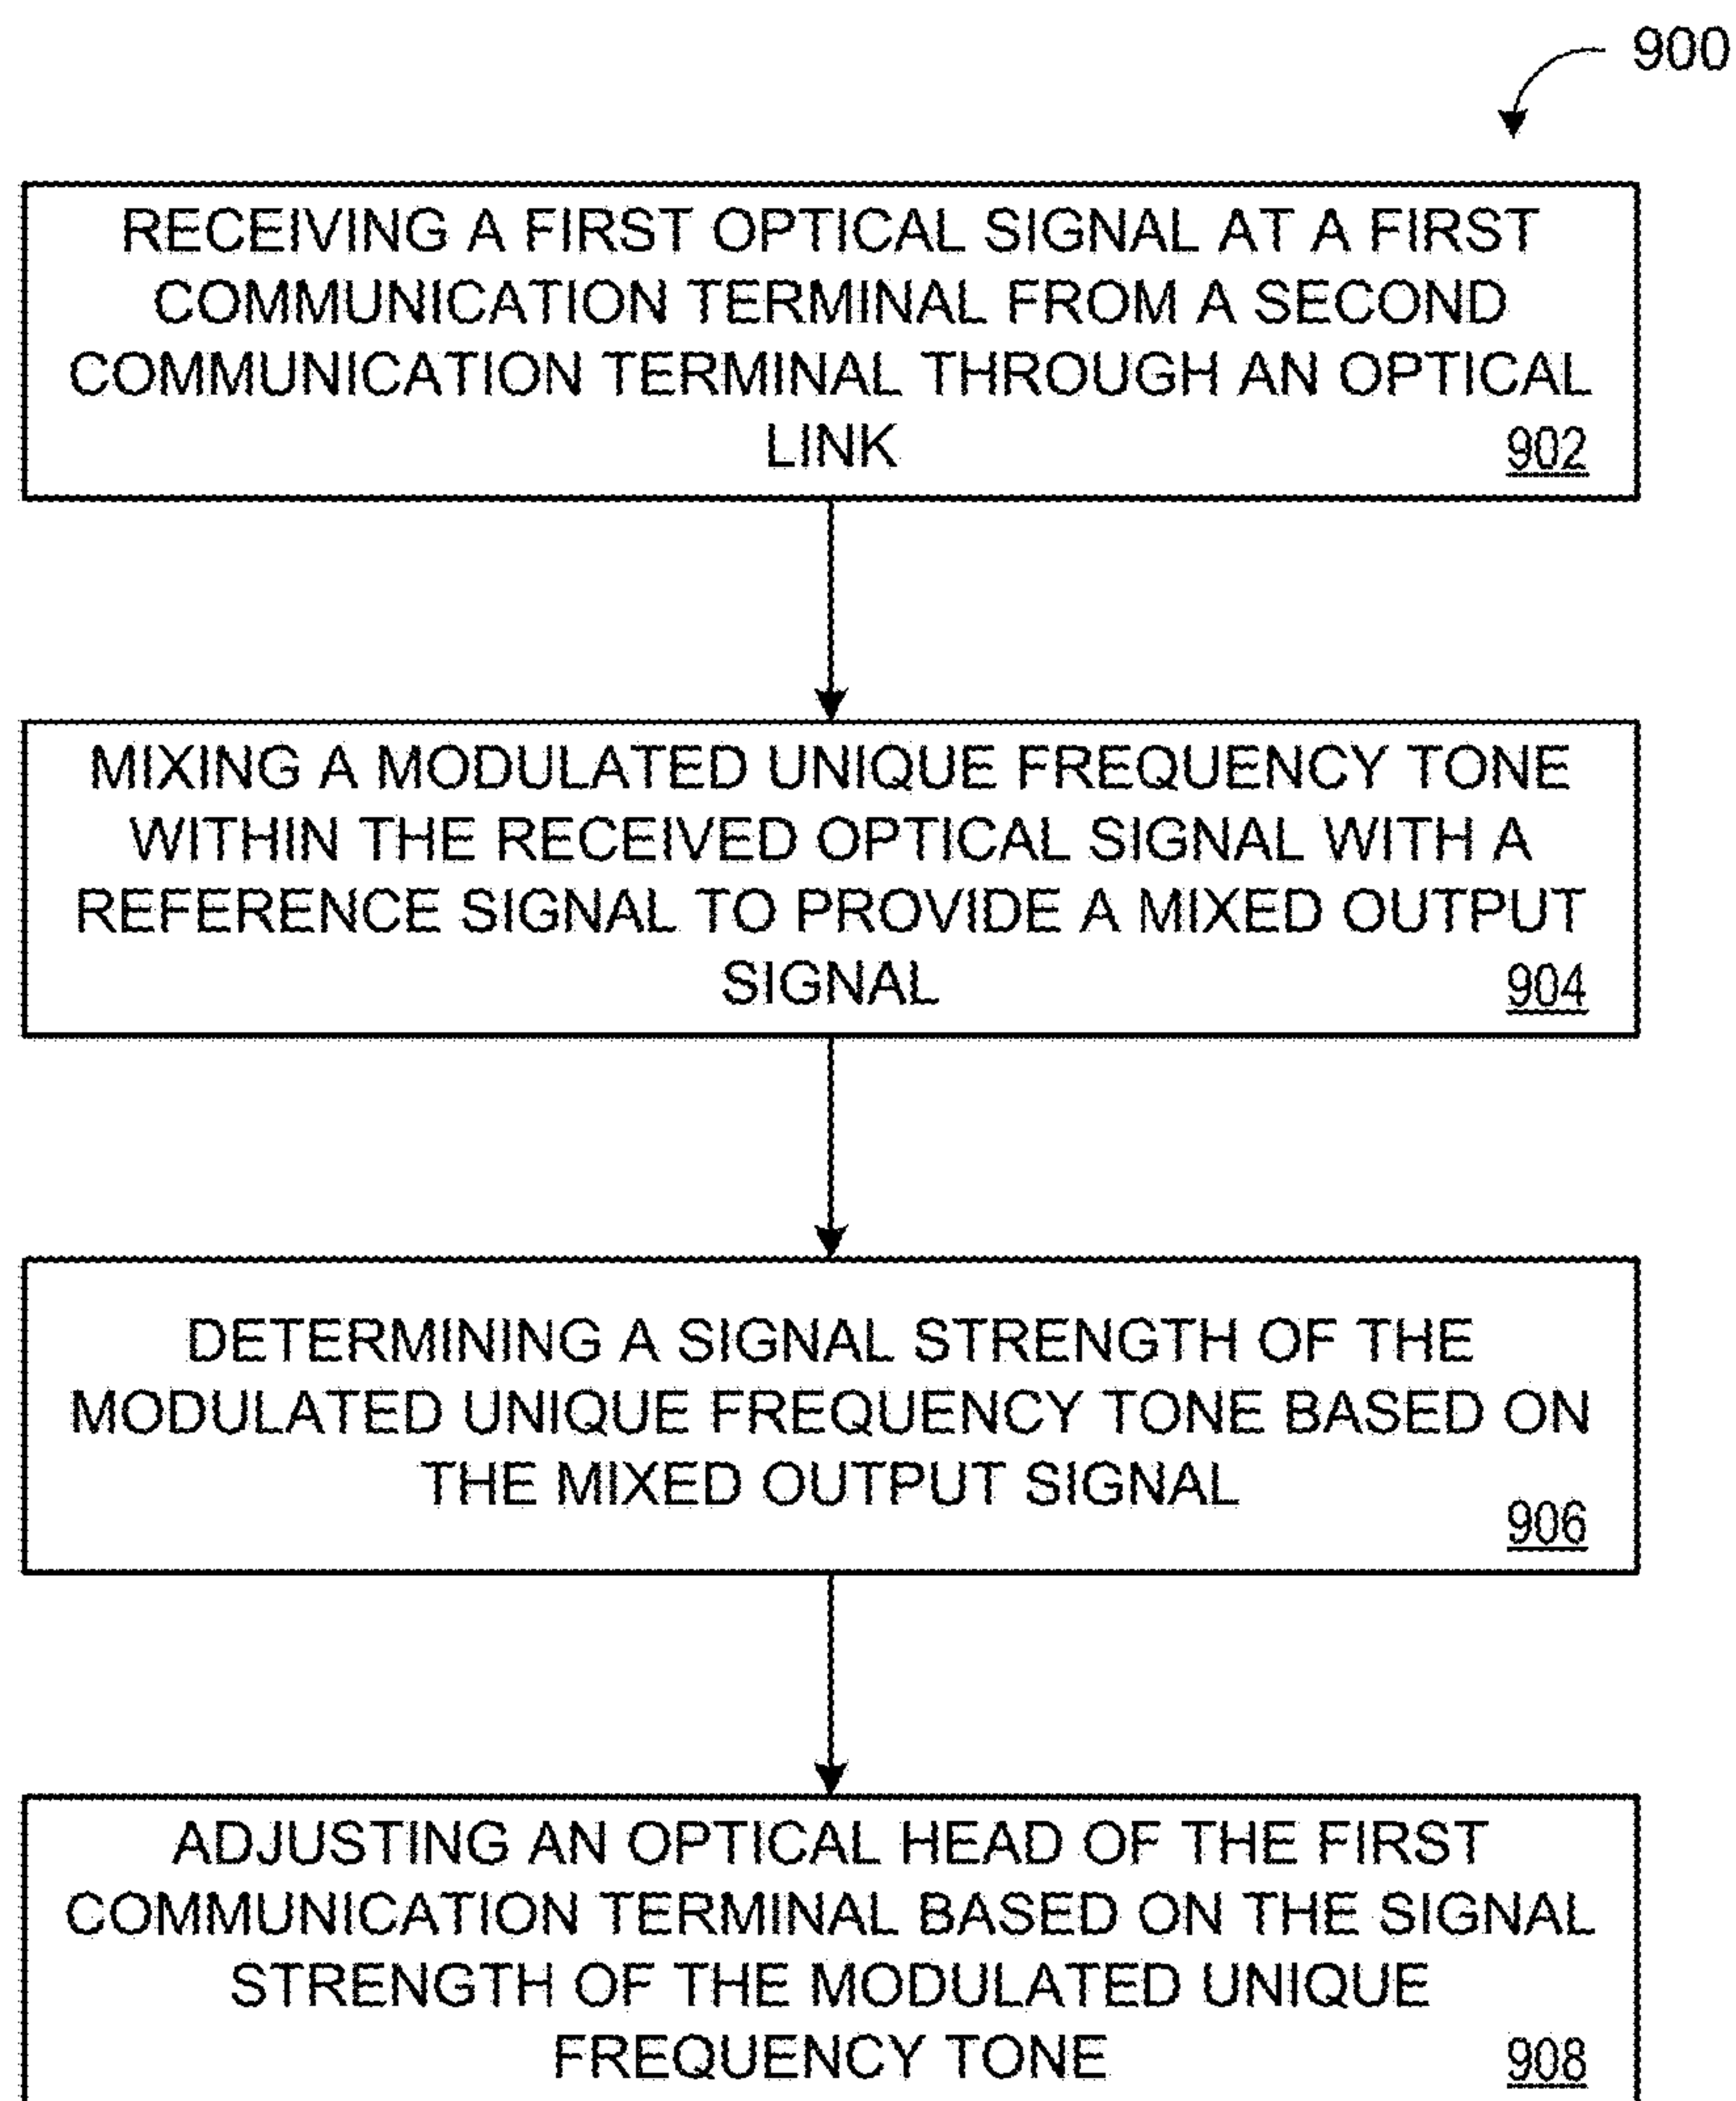 900
RECEIVING A FIRST OPTICAL SIGNAL AT A FIRST
COMMUNICATION TERMINAL FROM A SECOND
COMMUNICATION TERMINAL THROUGH AN OPTICAL
LINK
902
MIXING A MODULATED UNIQUE FREQUENCY TONE
WITHIN THE RECEIVED OPTICAL SIGNAL WITH A
REFERENCE SIGNAL TO PROVIDE A MIXED OUTPUT
SIGNAL
904
DETERMINING A SIGNAL STRENGTH OF THE
MODULATED UNIQUE FREQUENCY TONE BASED ON
THE MIXED OUTPUT SIGNAL
906
ADJUSTING AN OPTICAL HEAD OF THE FIRST
COMMUNICATION TERMINAL BASED ON THE SIGNAL
STRENGTH OF THE MODULATED UNIQUE
FREQUENCY TONE
908